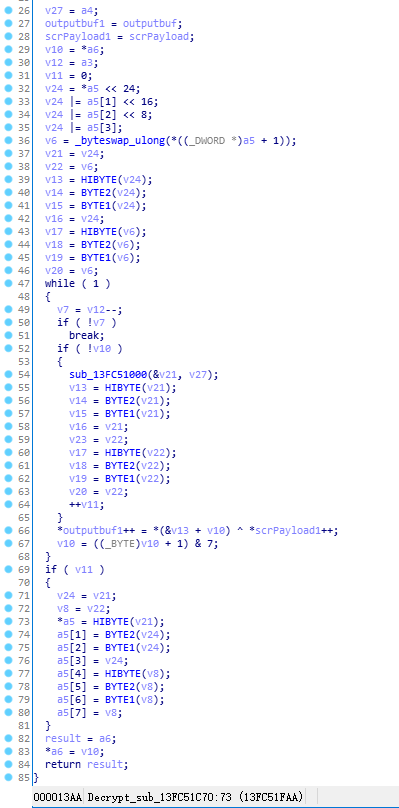 26 v27 = a4;
27 outputbuf1 = outputbuf;
28 scrPayload1 = scrPayload;
29 v10 = *a6;
30 v12 = a3;
31 v11 = 0;
32 v24 = *a5 << 24;
33 v24 |= a5[1] << 16;
34 v24 |= a5[2] << 8;
35 v24 |= a5[3];
36 v6 = _byteswap_ulong(*((_DWORD *)a5 + 1));
37 v21 = v24;
38 v22 = v6;
39 v13 = HIBYTE(v24);
40 v14 = BYTE2(v24);
41 v15 = BYTE1(v24);
42 v16 = v24;
43 v17 = HIBYTE(v6);
44 v18 = BYTE2(v6);
45 v19 = BYTE1(v6);
46 v20 = v6;
47 while ( 1 )
48 {
49 v7 = v12--;
50 if ( !v7 )
51 break;
52 if ( !v10 )
53 {
54 sub_13FC51000(&v21, v27);
55 v13 = HIBYTE(v21);
56 v14 = BYTE2(v21);
57 v15 = BYTE1(v21);
58 v16 = v21;
59 v23 = v22;
60 v17 = HIBYTE(v22);
61 v18 = BYTE2(v22);
62 v19 = BYTE1(v22);
63 v20 = v22;
64 ++v11;
65 }
66 *outputbuf1++ = *(&v13 + v10) ^ *scrPayload1++;
67 v10 = ((_BYTE)v10 + 1) & 7;
68 }
69 if ( v11 )
70 {
71 v24 = v21;
72 v8 = v22;
73 *a5 = HIBYTE(v21);
74 a5[1] = BYTE2(v24);
75 a5[2] = BYTE1(v24);
76 a5[3] = v24;
77 a5[4] = HIBYTE(v8);
78 a5[5] = BYTE2(v8);
79 a5[6] = BYTE1(v8);
80 a5[7] = v8;
81 }
82 result = a6;
83 *a6 = v10;
84 return result;
85 }
000013AA Decrypt_sub_13FC51C70:73 (13FC51FAA)